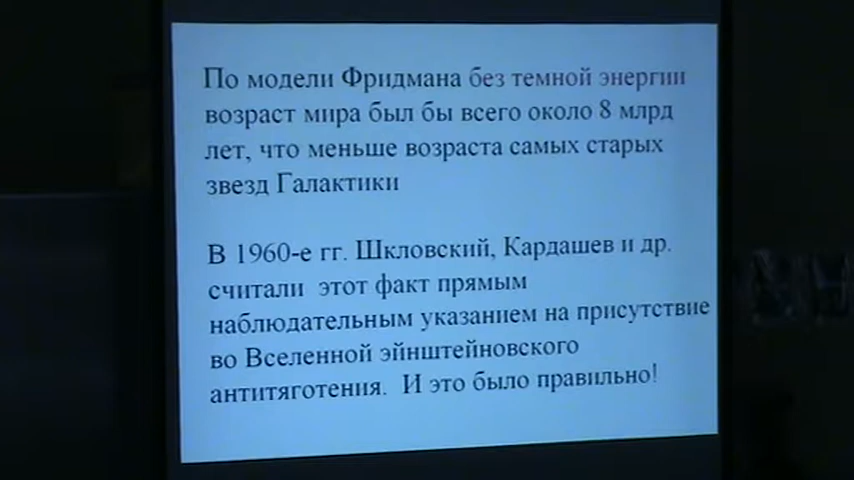 По модели Фридмана без темной энергии
возраст мира был бы всего около 8 млрд
лет, что меньше возраста самых старых
звезд Галактики
В 1960-е гг. Шкловский, Кардашев и др.
считали этот факт прямым
наблюдательным указанием на присутствие
во Вселенной эйнштейновского
антитяготения. И это было правильно!